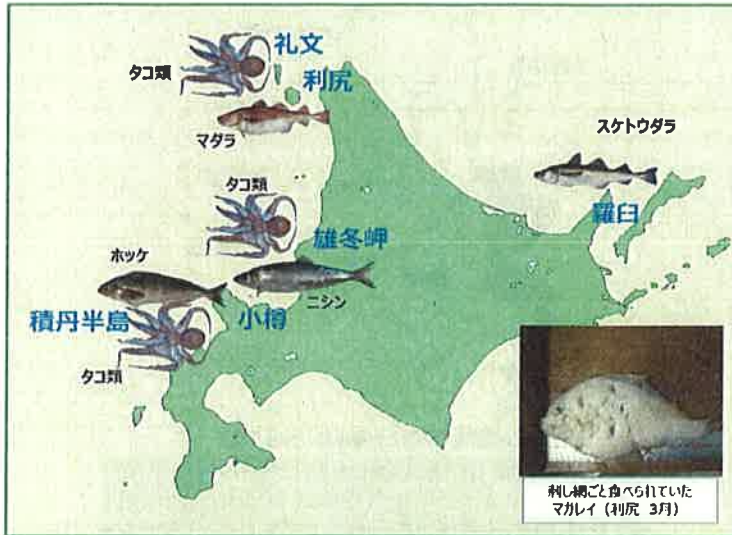 タコ類
礼文
利尻
マダラ
スケトウダラ
羅臼
タコ類
雄冬岬
ホッケ
ニシン
積丹半島
小樽
タコ類
刺し網ごと食べられていた
マガレイ（利尻 3月）